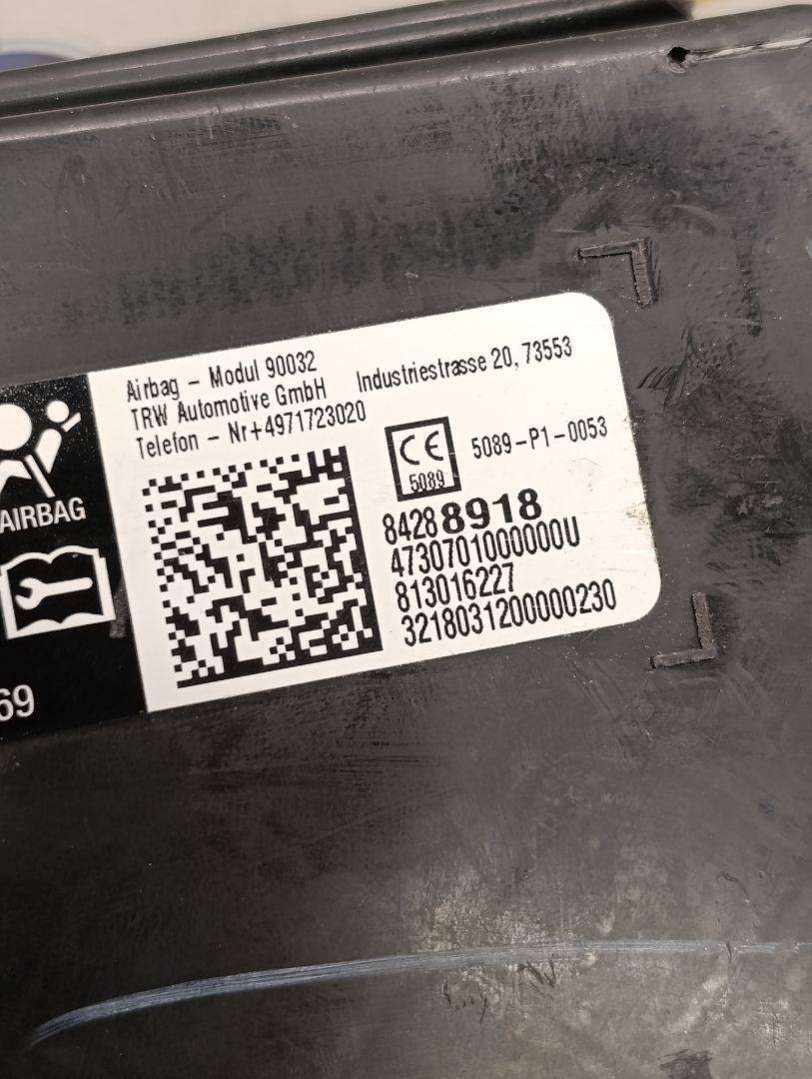 Airbag - Modul 90032
TRW Automotive GmbH Industriestrasse 20, 73553
Telefon - Nr+4971723020
CE
5089
5089-P1-0053
84288918
4730701000000U
813016227
32180312000000230
AIRBAG
69